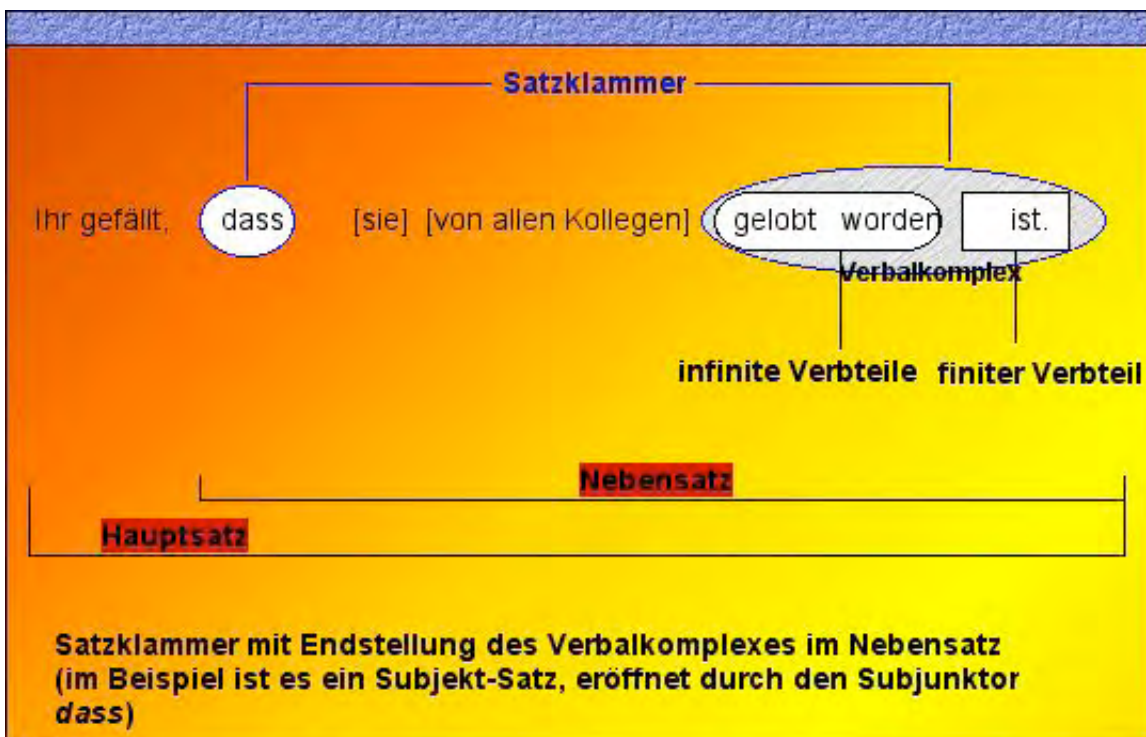 Satzklammer
Ihr gefällt, dass [sie] [von allen Kollegen] gelobt worden ist.
Verbalkomplex
infinite Verbteile finiter Verbteil
Nebensatz
Hauptsatz
Satzklammer mit Endstellung des Verbalkomplexes im Nebensatz
(im Beispiel ist es ein Subjekt-Satz, eröffnet durch den Subjunktor
dass)